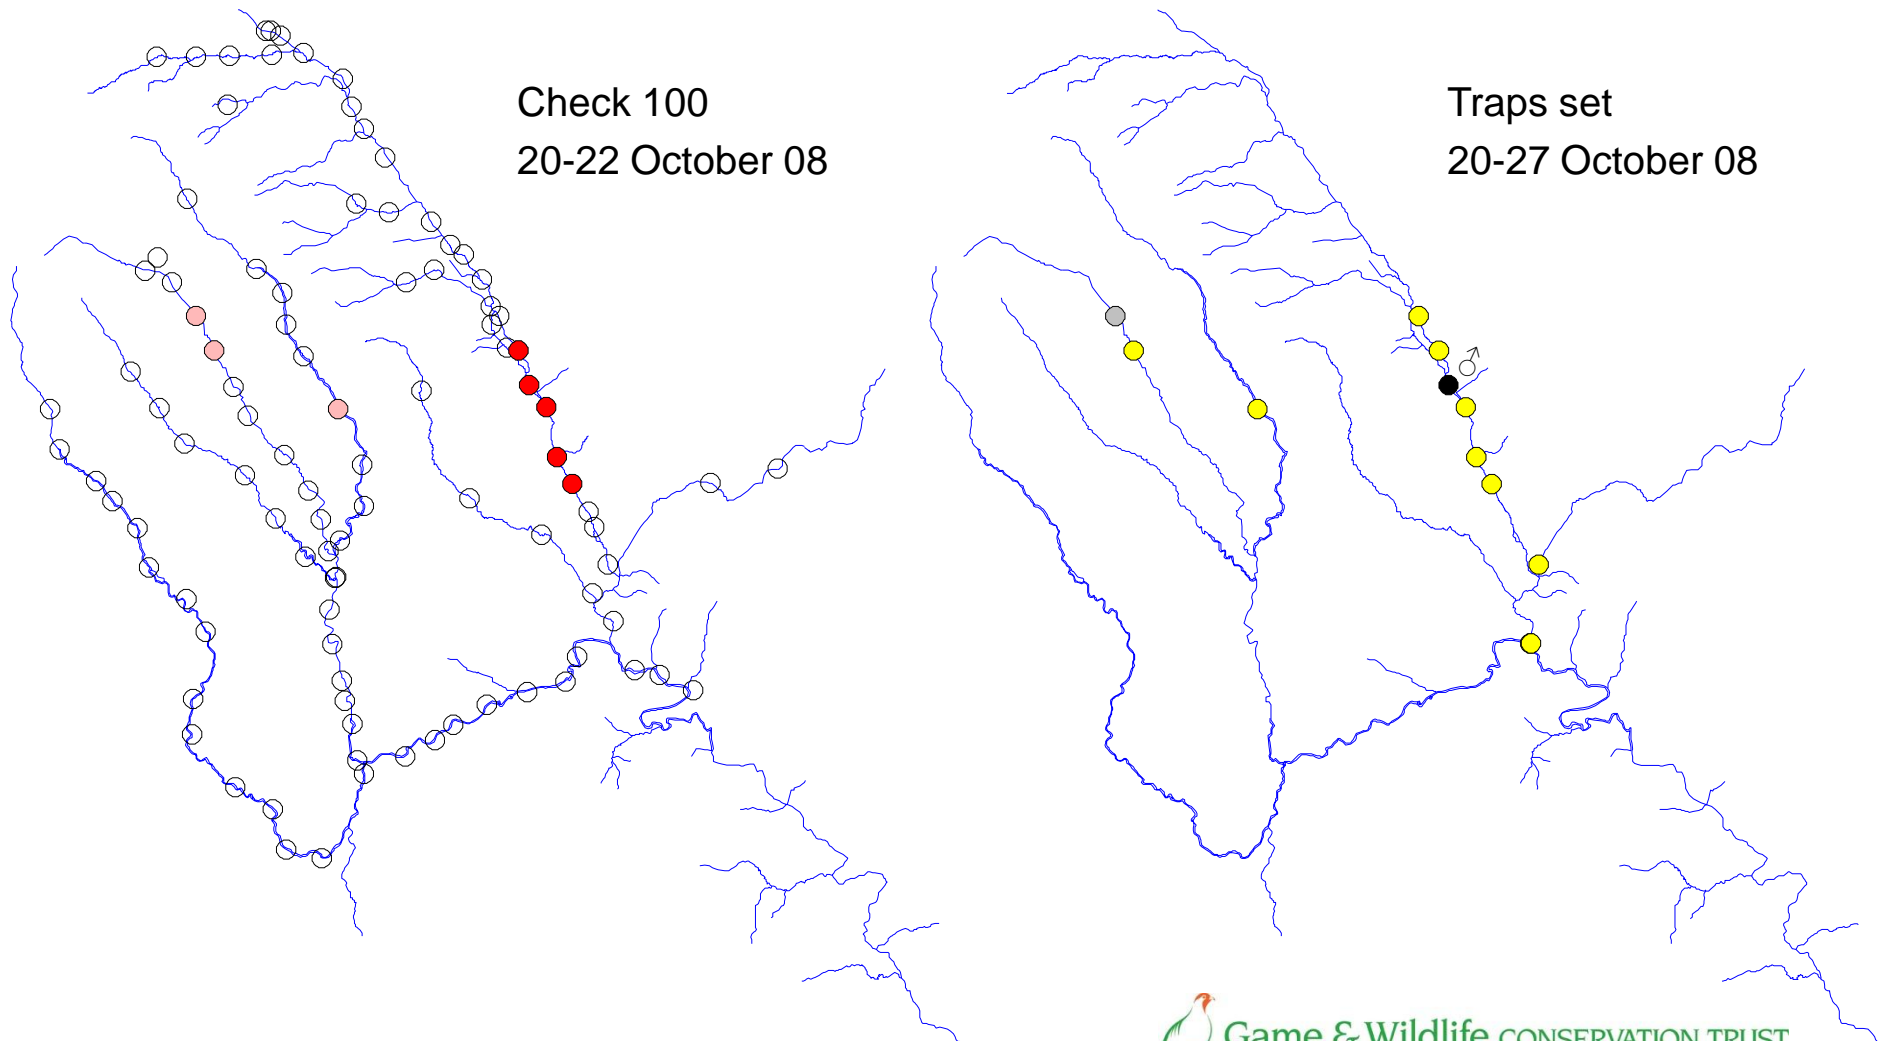 Check 100
20-22 October 08
Traps set
20-27 October 08
Game & Wildlife CONSERVATION TRUST